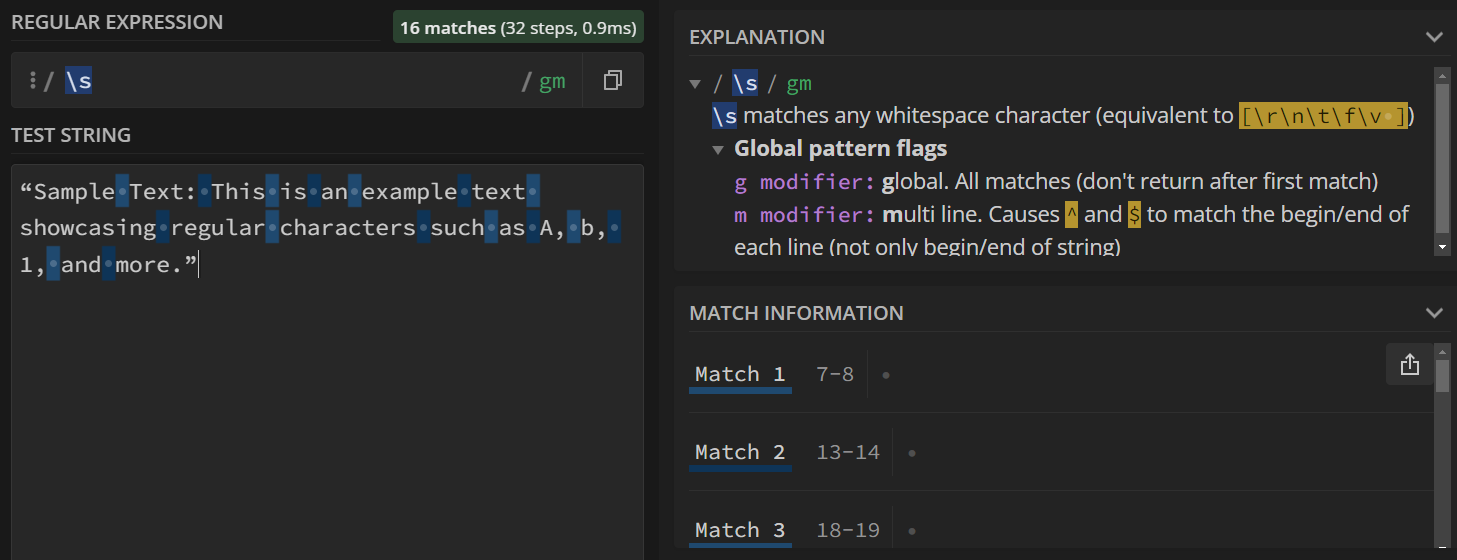 REGULAR EXPRESSION
16 matches (32 steps, 0.9ms)
/ \s / gm
TEST STRING
“Sample Text: This is an example text
showcasing regular characters such as A, b,
1, and more.”
EXPLANATION
/ \s / gm
\s matches any whitespace character (equivalent to [\r\n\t\f\v ])
Global pattern flags
g modifier: global. All matches (don't return after first match)
m modifier: multi line. Causes ^ and $ to match the begin/end of
each line (not only begin/end of string)
MATCH INFORMATION
Match 1 7-8
Match 2 13-14
Match 3 18-19